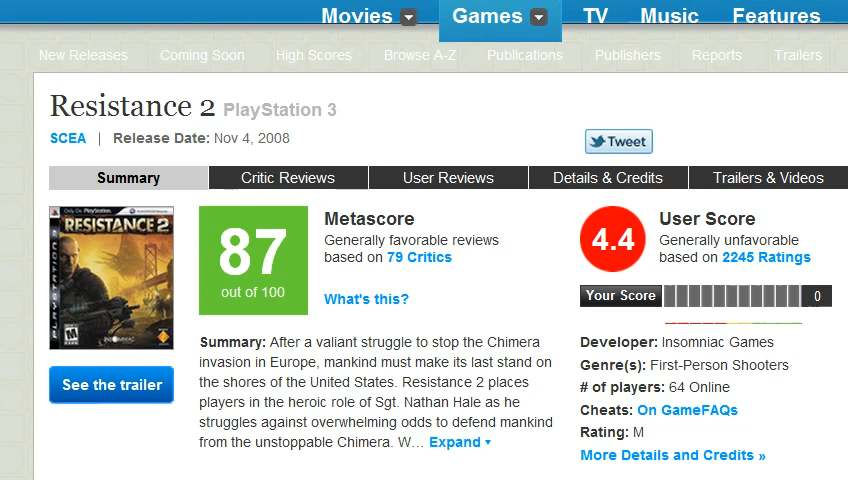 Movies Games TV Music Features
New Releases Coming Soon High Scores Browse A-Z Publications Publishers Reports Trailers
Resistance 2 PlayStation 3
SCEA | Release Date: Nov 4, 2008
Tweet
Summary Critic Reviews User Reviews Details & Credits Trailers & Videos
RESISTANCE 2
PLAYSTATION 3
INSOMNIAC
SONY
See the trailer
87
out of 100
Metascore
Generally favorable reviews
based on 79 Critics
What's this?
4.4
User Score
Generally unfavorable
based on 2245 Ratings
Your Score 0
Summary: After a valiant struggle to stop the Chimera
invasion in Europe, mankind must make its last stand on
the shores of the United States. Resistance 2 places
players in the heroic role of Sgt. Nathan Hale as he
struggles against overwhelming odds to defend mankind
from the unstoppable Chimera. W… Expand
Developer: Insomniac Games
Genre(s): First-Person Shooters
# of players: 64 Online
Cheats: On GameFAQs
Rating: M
More Details and Credits »